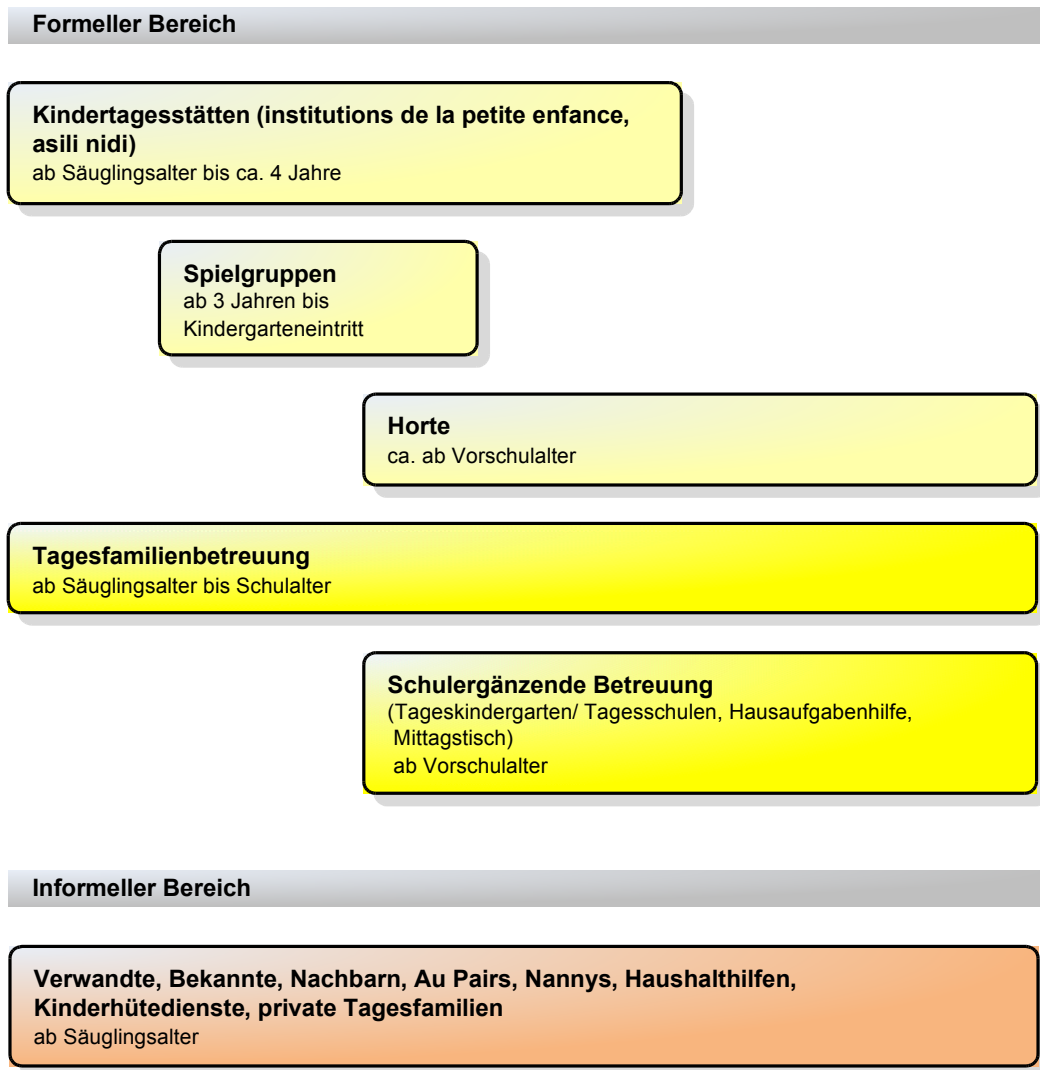 Formeller Bereich
Kindertagesstätten (institutions de la petite enfance,
asili nidi)
ab Säuglingsalter bis ca. 4 Jahre
Spielgruppen
ab 3 Jahren bis
Kindergarteneintritt
Horte
ca. ab Vorschulalter
Tagesfamilienbetreuung
ab Säuglingsalter bis Schulalter
Schulergänzende Betreuung
(Tageskindergarten/ Tagesschulen, Hausaufgabenhilfe,
Mittagstisch)
ab Vorschulalter
Informeller Bereich
Verwandte, Bekannte, Nachbarn, Au Pairs, Nannys, Haushalthilfen,
Kinderhütedienste, private Tagesfamilien
ab Säuglingsalter